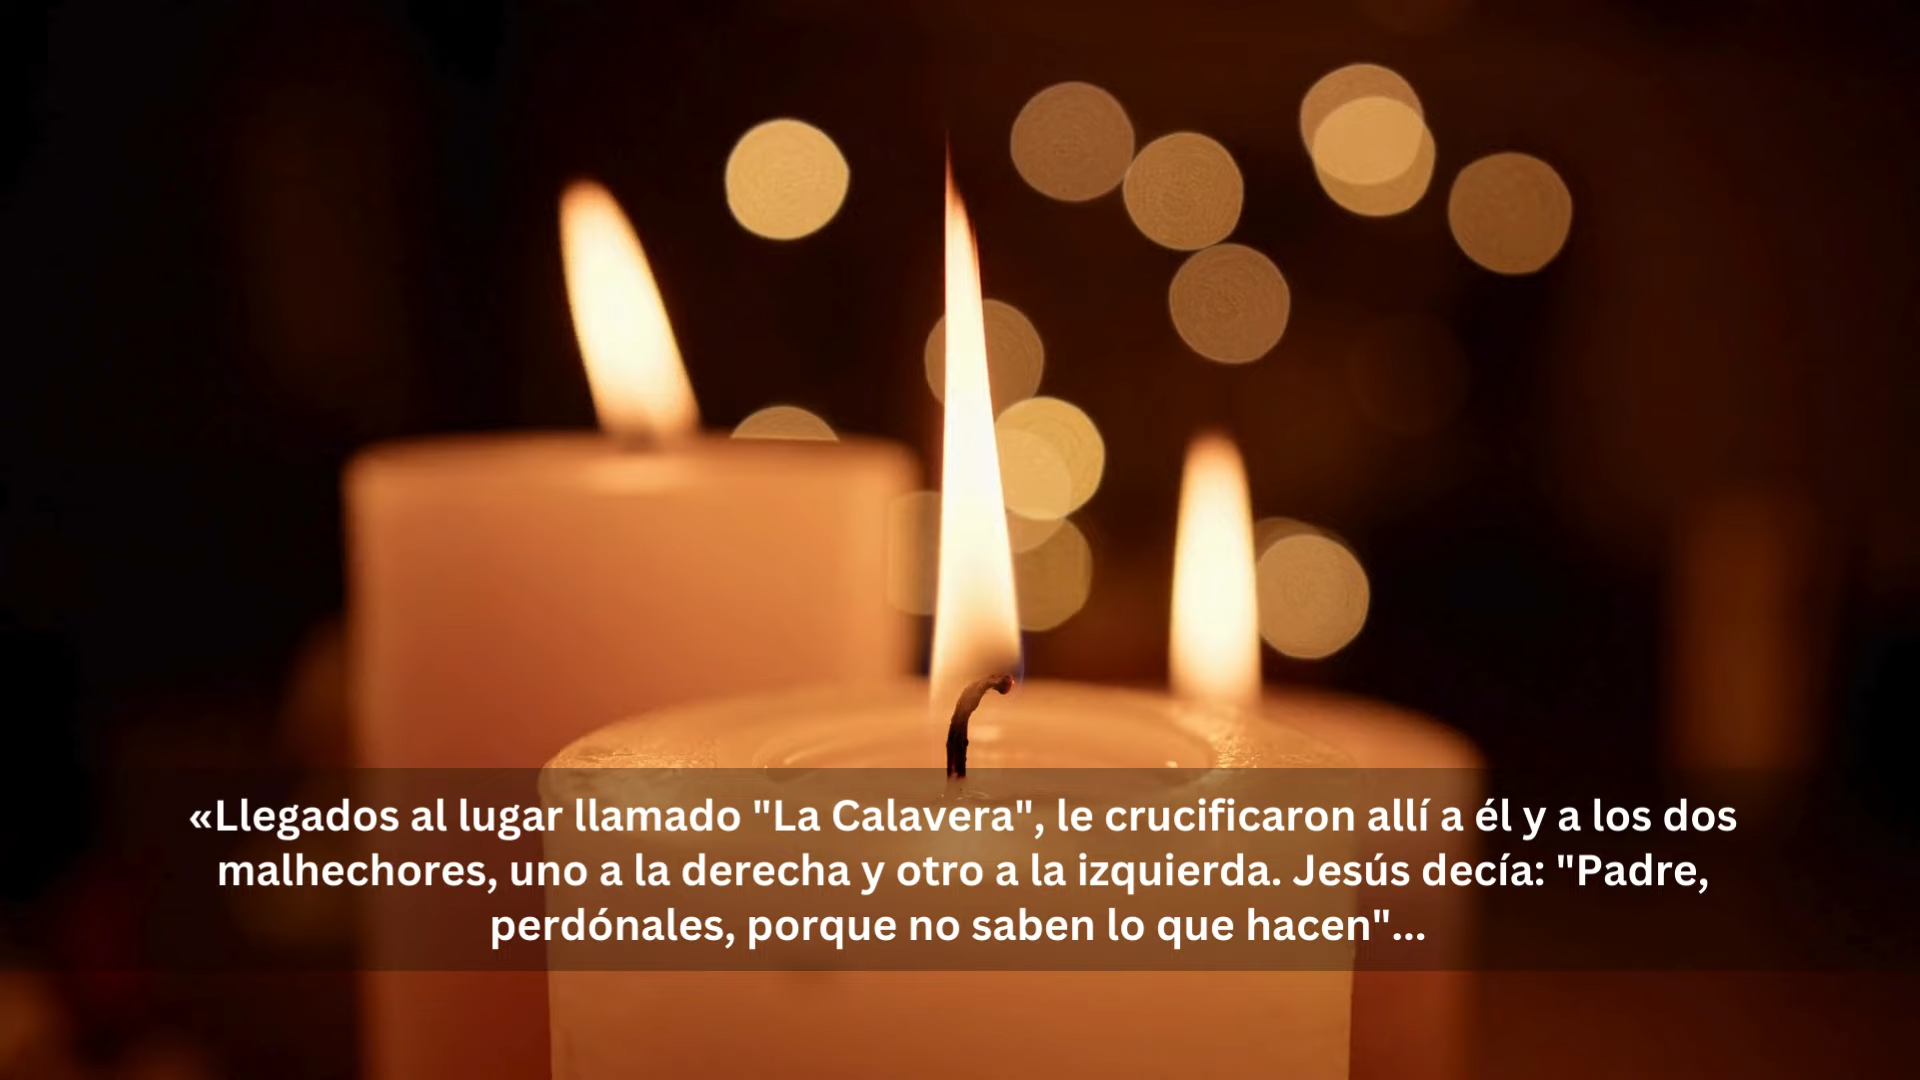 «Llegados al lugar llamado "La Calavera", le crucificaron allí a él y a los dos
malhechores, uno a la derecha y otro a la izquierda. Jesús decía: "Padre,
perdónales, porque no saben lo que hacen"...